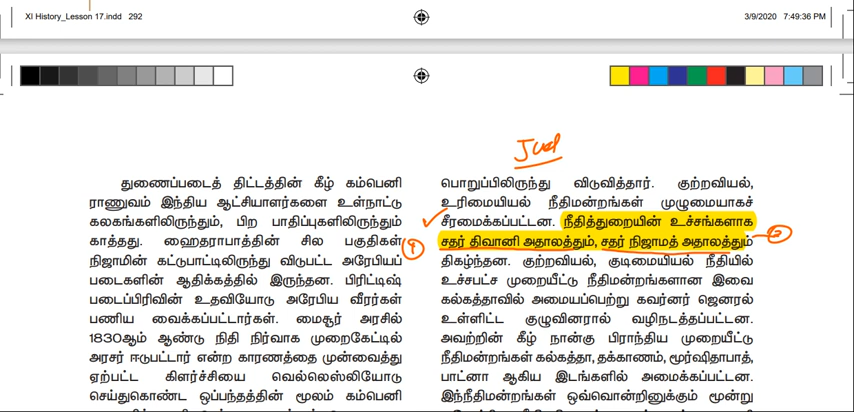 XI History_Lesson 17.indd 292
3/9/2020 7:49:36 PM
துணைப்படைத் திட்டத்தின் கீழ் கம்பெனி
ராணுவம் இந்திய ஆட்சியாளர்களை உள்நாட்டு
கலகங்களிலிருந்தும், பிற பாதிப்புகளிலிருந்தும்
காத்தது. ஹைதராபாத்தின் சில பகுதிகள்
நிஜாமின் கட்டுபாட்டிலிருந்து விடுபட்ட அரேபியப்
படைகளின் ஆதிக்கத்தில் இருந்தன. பிரிட்டிஷ்
படைப்பிரிவின் உதவியோடு அரேபிய வீரர்கள்
பணிய வைக்கப்பட்டார்கள். மைசூர் அரசில்
1830ஆம் ஆண்டு நிதி நிர்வாக முறைகேட்டில்
அரசர் ஈடுபட்டார் என்ற காரணத்தை முன்வைத்து
ஏற்பட்ட கிளர்ச்சியை வெல்லெஸ்லியோடு
செய்துகொண்ட ஒப்பந்தத்தின் மூலம் கம்பெனி
பொறுப்பிலிருந்து விடுவித்தார். குற்றவியல்,
உரிமையியல் நீதிமன்றங்கள் முழுமையாகச்
சீரமைக்கப்பட்டன. நீதித்துறையின் உச்சங்களாக
சதர் திவானி அதாலத்தும், சதர் நிஜாமத் அதாலத்தும்
திகழ்ந்தன. குற்றவியல், குடிமையியல் நீதியில்
உச்சபட்ச முறையீட்டு நீதிமன்றங்களான இவை
கல்கத்தாவில் அமையப்பெற்று கவர்னர் ஜெனரல்
உள்ளிட்ட குழுவினரால் வழிநடத்தப்பட்டன.
அவற்றின் கீழ் நான்கு பிராந்திய முறையீட்டு
நீதிமன்றங்கள் கல்கத்தா, தக்காணம், மூர்ஷிதாபாத்,
பாட்னா ஆகிய இடங்களில் அமைக்கப்பட்டன.
இந்நீதிமன்றங்கள் ஒவ்வொன்றினுக்கும் மூன்று